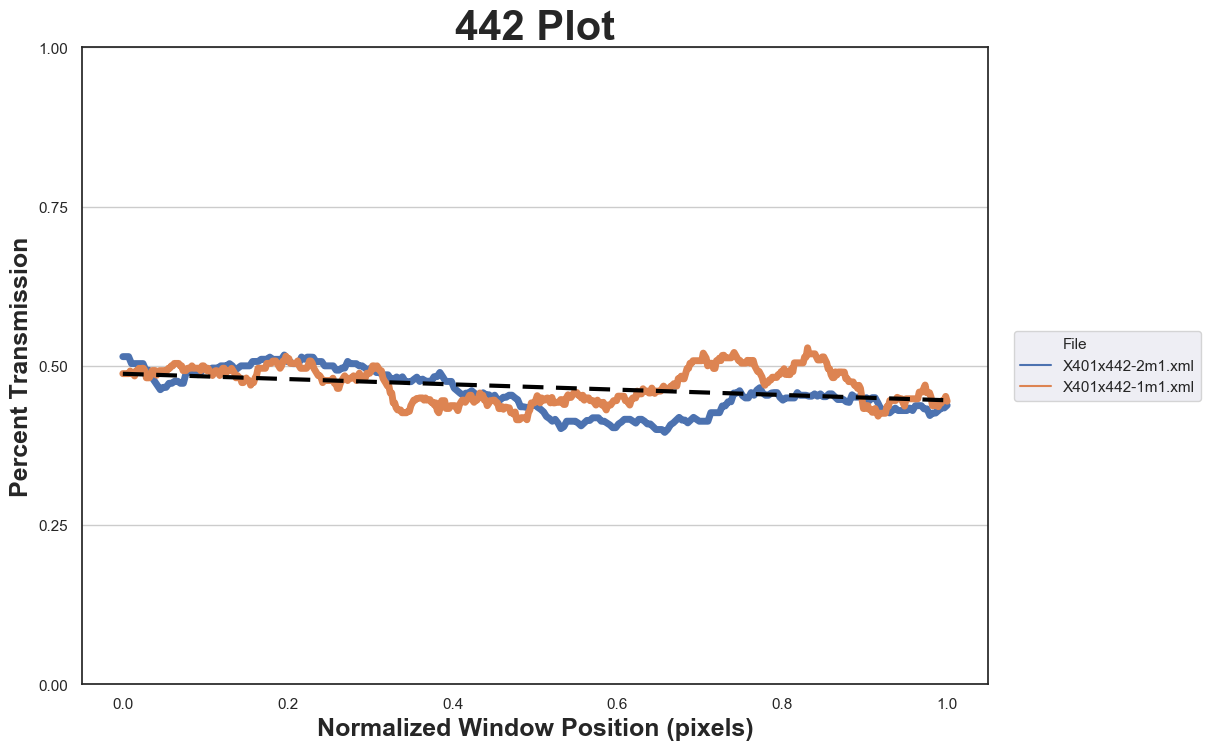 442 Plot
1.00
0.75
0.50
0.25
0.00
Percent Transmission
0.0 0.2 0.4 0.6 0.8 1.0
Normalized Window Position (pixels)
File
X401x442-2m1.xml
X401x442-1m1.xml